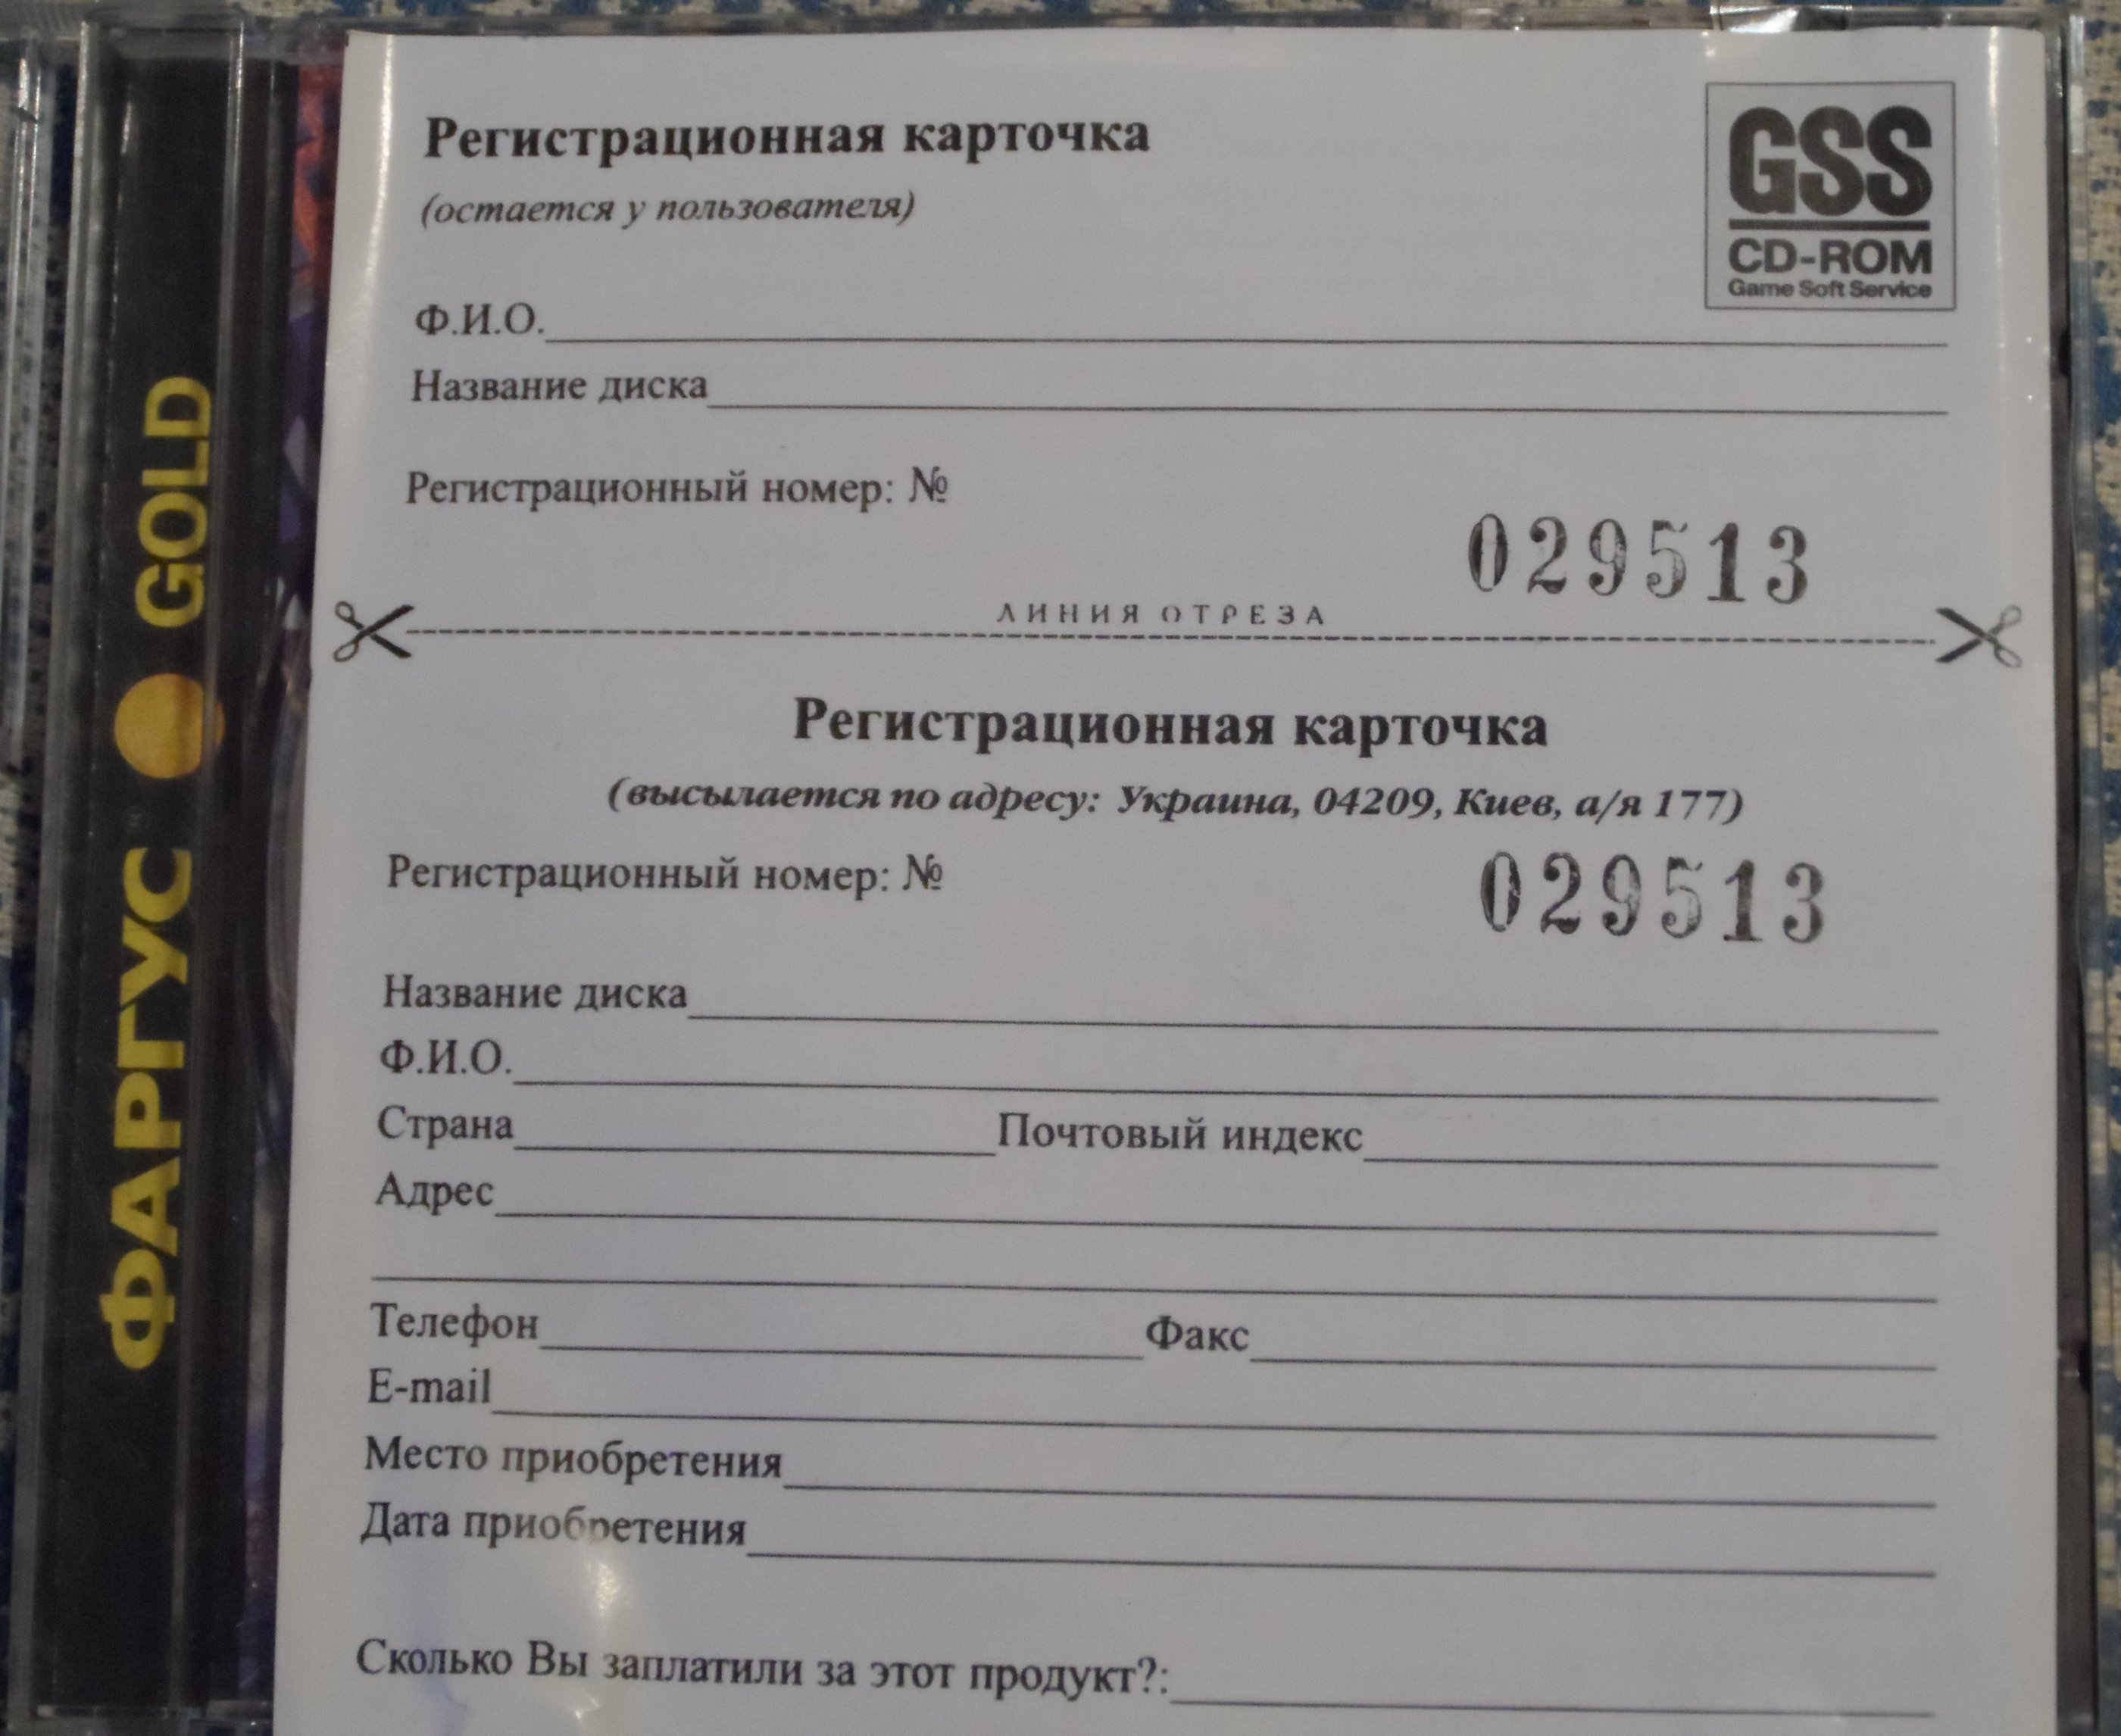 ФАРГУС GOLD
Регистрационная карточка
(остается у пользователя)
GSS
CD-ROM
Game Soft Service
Ф.И.О.
Название диска
Регистрационный номер: №
029513
ЛИНИЯ ОТРЕЗА
Регистрационная карточка
(высылается по адресу: Украина, 04209, Киев, а/я 177)
Регистрационный номер: № 029513
Название диска
Ф.И.О.
Страна Почтовый индекс
Адрес
Телефон Факс
E-mail
Место приобретения
Дата приобретения
Сколько Вы заплатили за этот продукт?: